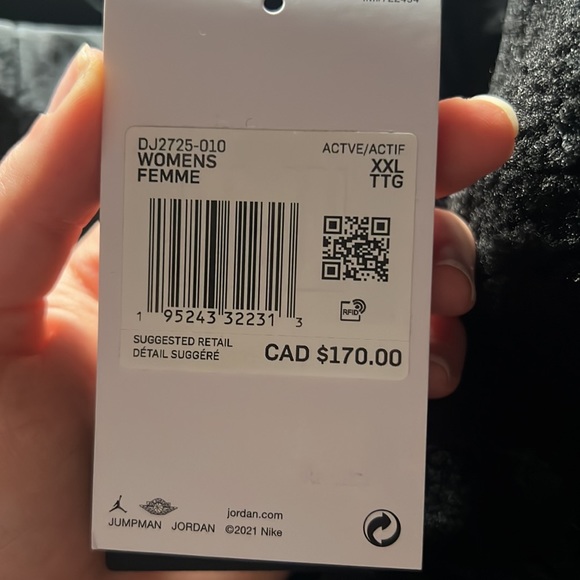 DJ2725-010
WOMENS
FEMME
ACTVE/ACTIF
XXL
TTG
1 95243 32231 3
RFID
SUGGESTED RETAIL
DÉTAIL SUGGÉRÉ
CAD $170.00
JUMPMAN JORDAN
jordan.com
©2021 Nike